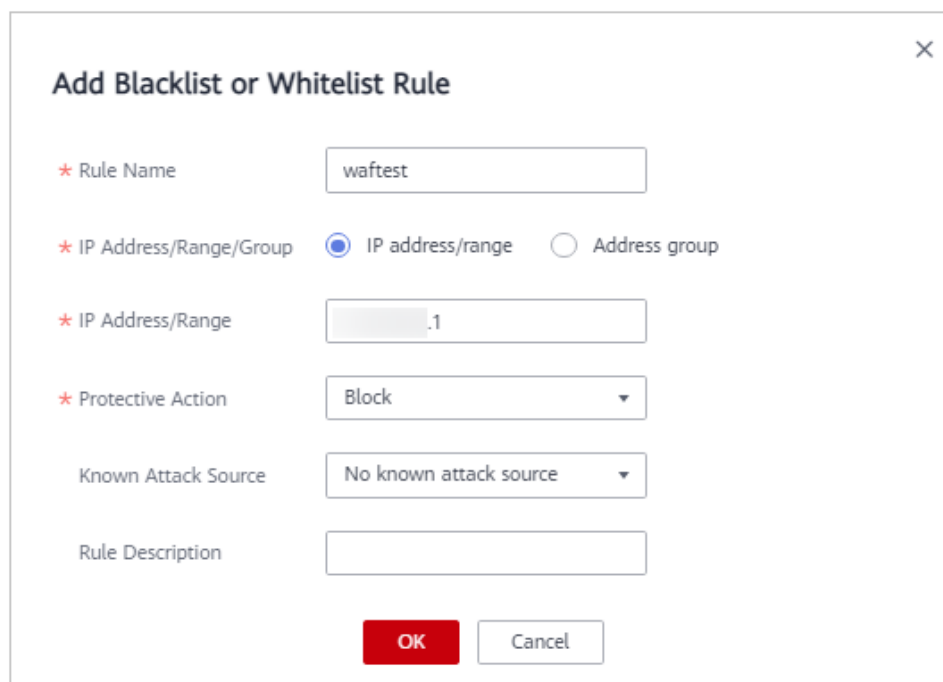 Add Blacklist or Whitelist Rule
* Rule Name waftest
* IP Address/Range/Group IP address/range Address group
* IP Address/Range .1
* Protective Action Block
Known Attack Source No known attack source
Rule Description
OK Cancel